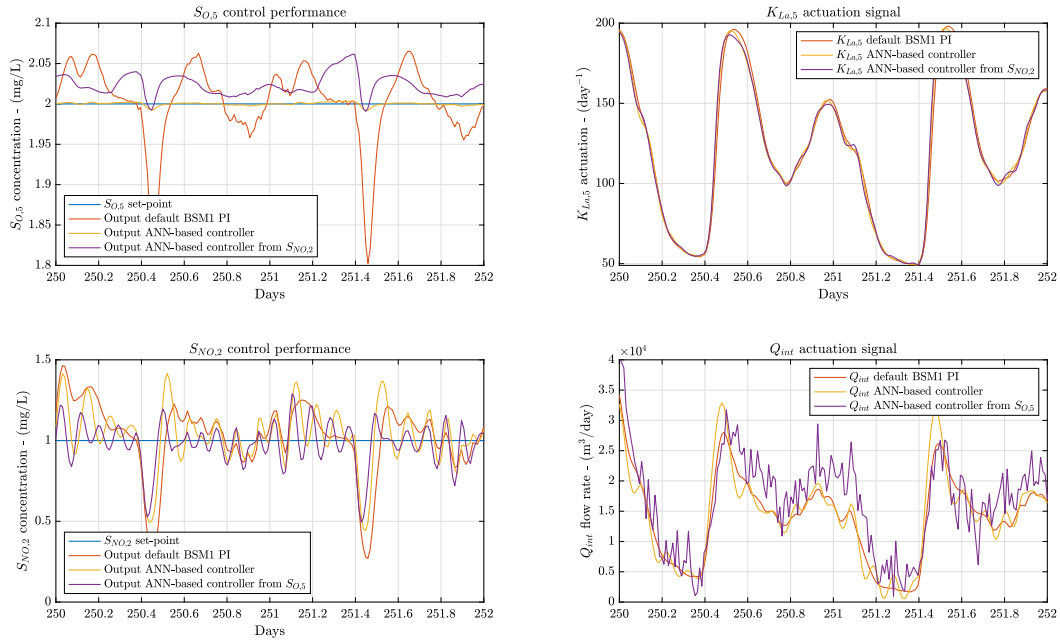 S_{O,5} control performance
2.05
2
1.95
1.9
1.85
1.8
S_{O,5} concentration - (mg/L)
S_{O,5} set-point
Output default BSM1 PI
Output ANN-based controller
Output ANN-based controller from S_{NO,2}
250 250.2 250.4 250.6 250.8 251 251.2 251.4 251.6 251.8 252
Days
K_{La,5} actuation signal
200
150
100
50
K_{La,5} actuation - (day^{-1})
K_{La,5} default BSM1 PI
K_{La,5} ANN-based controller
K_{La,5} ANN-based controller from S_{NO,2}
250 250.2 250.4 250.6 250.8 251 251.2 251.4 251.6 251.8 252
Days
S_{NO,2} control performance
1.5
1
0.5
0
S_{NO,2} concentration - (mg/L)
S_{NO,2} set-point
Output default BSM1 PI
Output ANN-based controller
Output ANN-based controller from S_{O,5}
250 250.2 250.4 250.6 250.8 251 251.2 251.4 251.6 251.8 252
Days
Q_{int} actuation signal
×10^4
4
3.5
3
2.5
2
1.5
1
0.5
0
Q_{int} flow rate - (m^3/day)
Q_{int} default BSM1 PI
Q_{int} ANN-based controller
Q_{int} ANN-based controller from S_{O,5}
250 250.2 250.4 250.6 250.8 251 251.2 251.4 251.6 251.8 252
Days